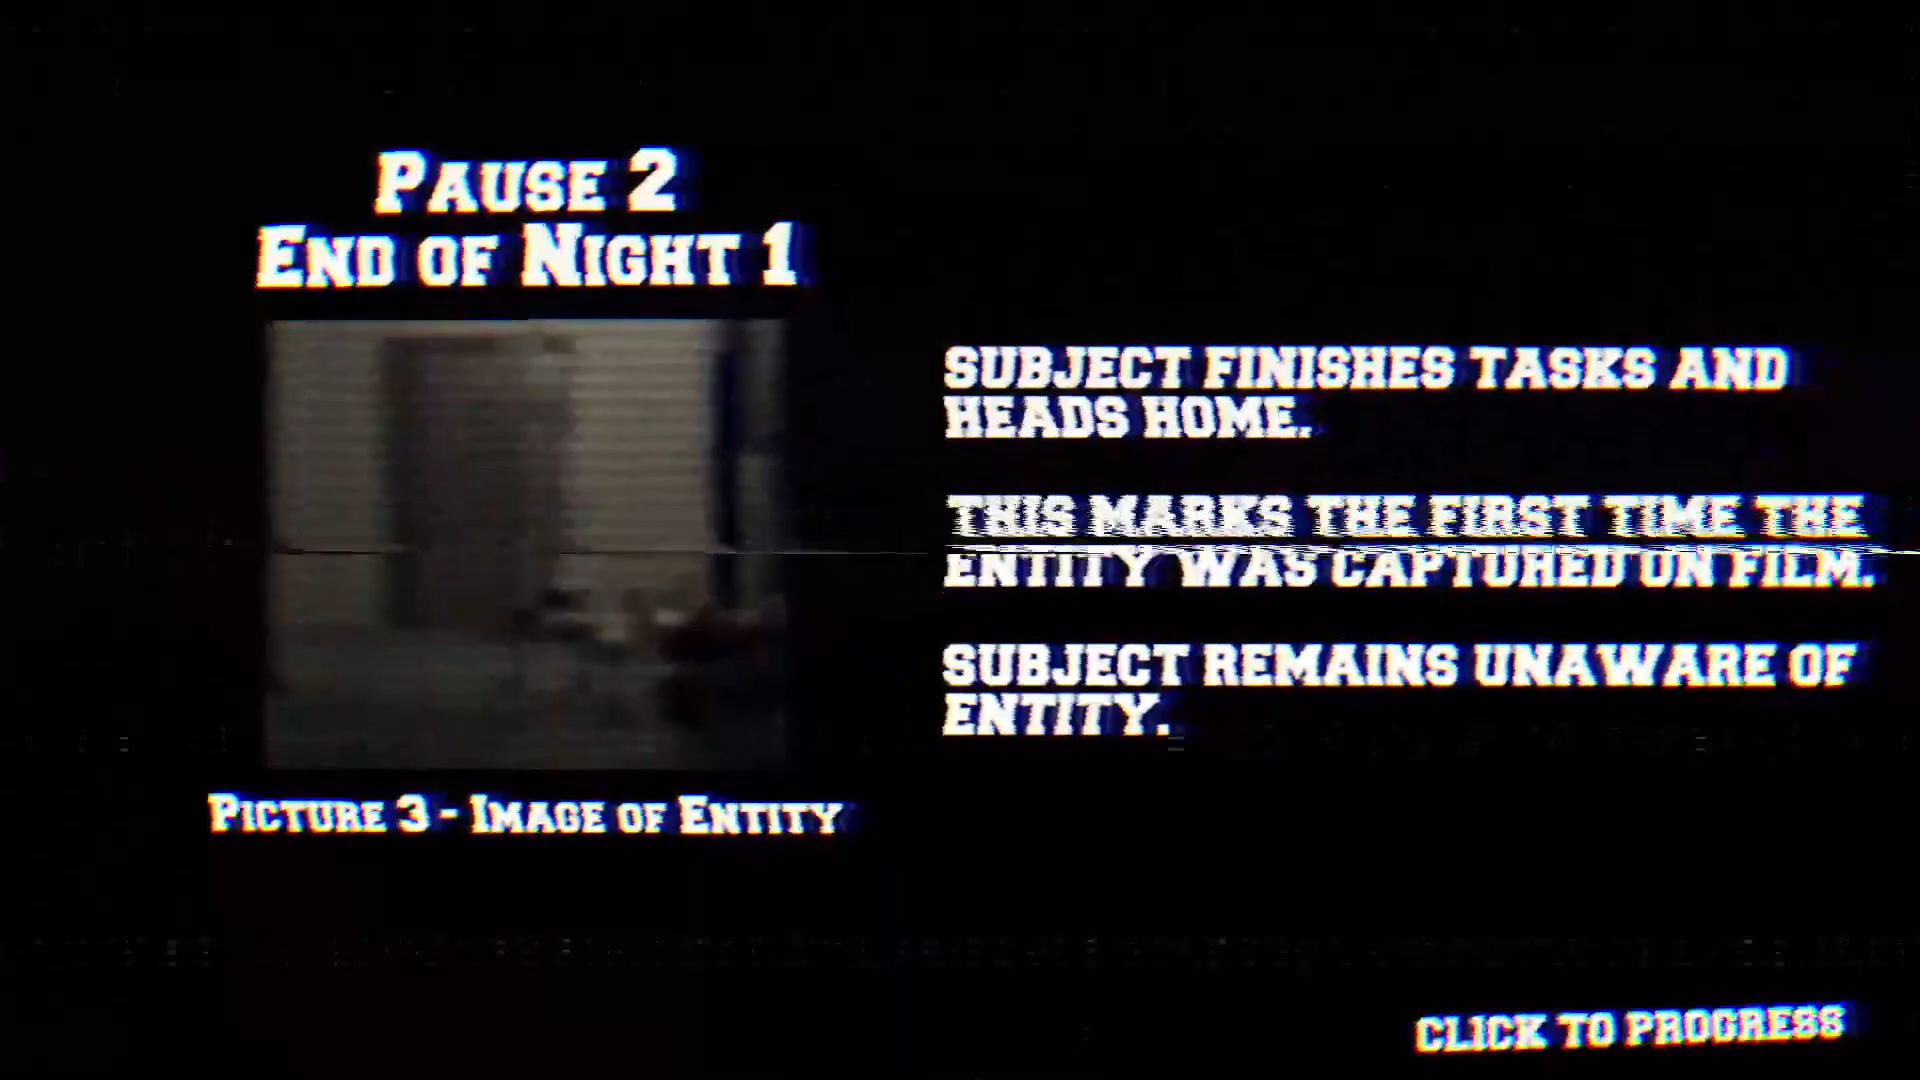 PAUSE 2
END OF NIGHT 1
SUBJECT FINISHES TASKS AND
HEADS HOME.
THIS MARKS THE FIRST TIME THE
ENTITY WAS CAPTURED ON FILM.
SUBJECT REMAINS UNAWARE OF
ENTITY.
PICTURE 3 - IMAGE OF ENTITY
CLICK TO PROGRESS